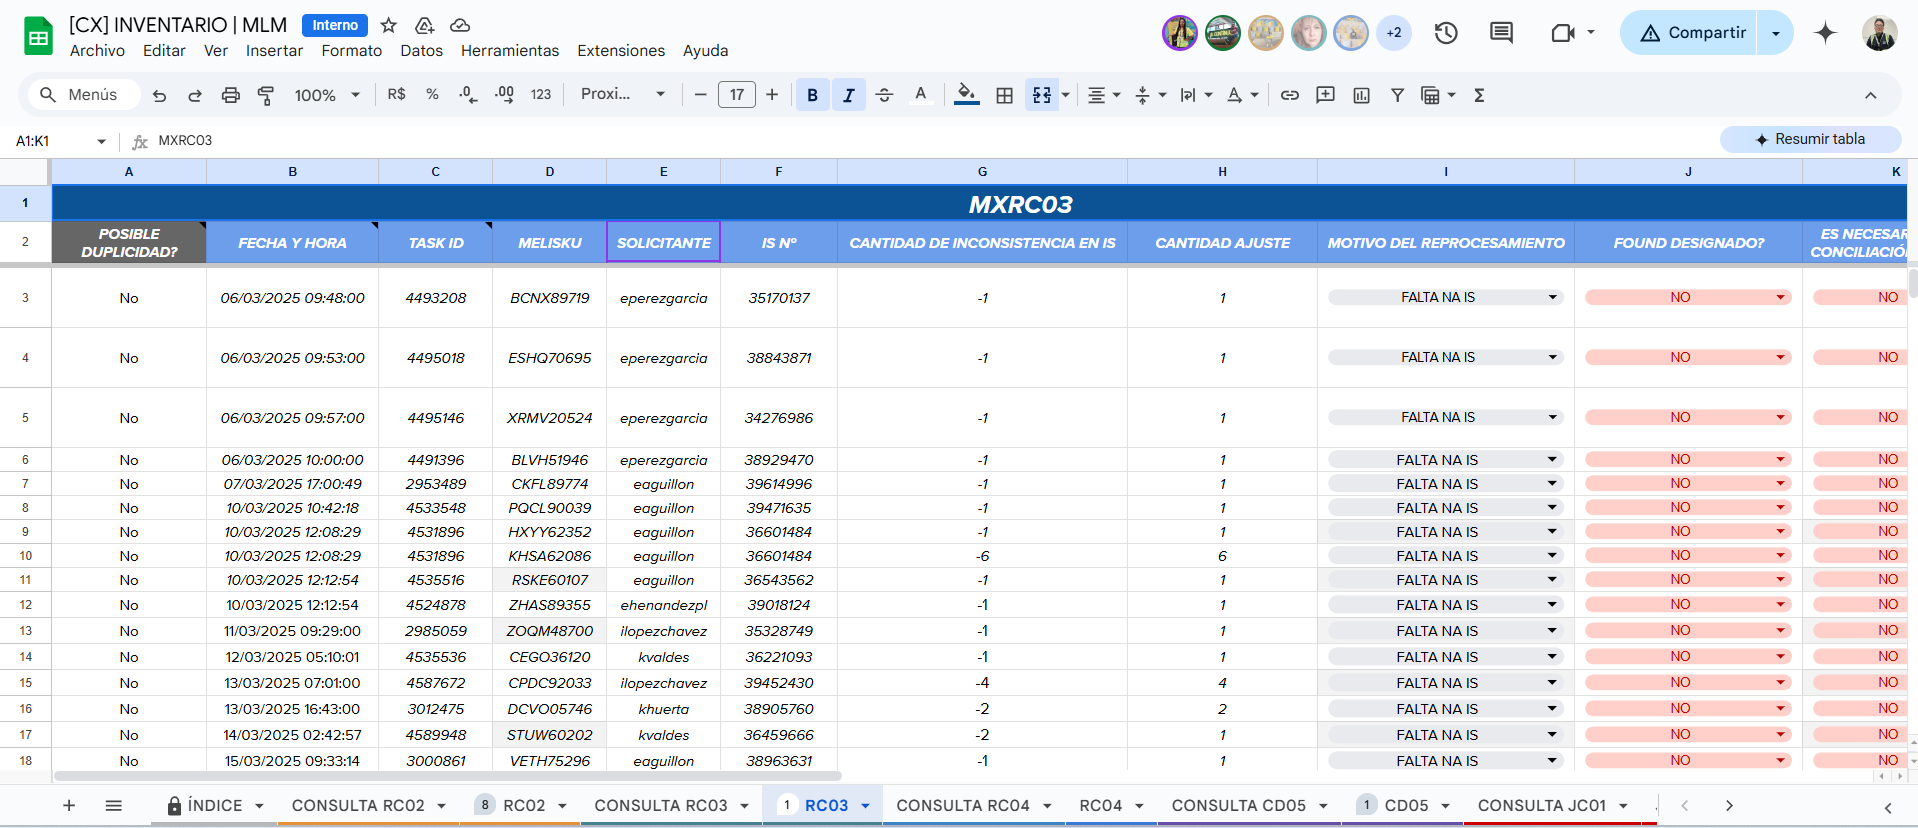 [CX] INVENTARIO | MLM Interno
Archivo Editar Ver Insertar Formato Datos Herramientas Extensiones Ayuda
+2 Compartir
Menús 100% R$ % .0 .00 123 Proxi... 17 B I A Σ
A1:K1 fx MXRC03 Resumir tabla
A B C D E F G H I J K
1 MXRC03
2 POSIBLE DUPLICIDAD? FECHA Y HORA TASK ID MELISKU SOLICITANTE IS Nº CANTIDAD DE INCONSISTENCIA EN IS CANTIDAD AJUSTE MOTIVO DEL REPROCESAMIENTO FOUND DESIGNADO? ES NECESAR CONCILIACIÓ
3 No 06/03/2025 09:48:00 4493208 BCNX89719 eperezgarcia 35170137 -1 1 FALTA NA IS NO NO
4 No 06/03/2025 09:53:00 4495018 ESHQ70695 eperezgarcia 38843871 -1 1 FALTA NA IS NO NO
5 No 06/03/2025 09:57:00 4495146 XRMV20524 eperezgarcia 34276986 -1 1 FALTA NA IS NO NO
6 No 06/03/2025 10:00:00 4491396 BLVH51946 eperezgarcia 38929470 -1 1 FALTA NA IS NO NO
7 No 07/03/2025 17:00:49 2953489 CKFL89774 eaguillon 39614996 -1 1 FALTA NA IS NO NO
8 No 10/03/2025 10:42:18 4533548 PQCL90039 eaguillon 39471635 -1 1 FALTA NA IS NO NO
9 No 10/03/2025 12:08:29 4531896 HXYY62352 eaguillon 36601484 -1 1 FALTA NA IS NO NO
10 No 10/03/2025 12:08:29 4531896 KHSA62086 eaguillon 36601484 -6 6 FALTA NA IS NO NO
11 No 10/03/2025 12:12:54 4535516 RSKE60107 eaguillon 36543562 -1 1 FALTA NA IS NO NO
12 No 10/03/2025 12:12:54 4524878 ZHAS89355 ehenandezpl 39018124 -1 1 FALTA NA IS NO NO
13 No 11/03/2025 09:29:00 2985059 ZOQM48700 ilopezchavez 35328749 -1 1 FALTA NA IS NO NO
14 No 12/03/2025 05:10:01 4535536 CEGO36120 kvaldes 36221093 -1 1 FALTA NA IS NO NO
15 No 13/03/2025 07:01:00 4587672 CPDC92033 ilopezchavez 39452430 -4 4 FALTA NA IS NO NO
16 No 13/03/2025 16:43:00 3012475 DCVO05746 khuerta 38905760 -2 2 FALTA NA IS NO NO
17 No 14/03/2025 02:42:57 4589948 STUW60202 kvaldes 36459666 -2 1 FALTA NA IS NO NO
18 No 15/03/2025 09:33:14 3000861 VETH75296 eaguillon 38963631 -1 1 FALTA NA IS NO NO
ÍNDICE CONSULTA RC02 8 RC02 CONSULTA RC03 1 RC03 CONSULTA RC04 RC04 CONSULTA CD05 1 CD05 CONSULTA JC01